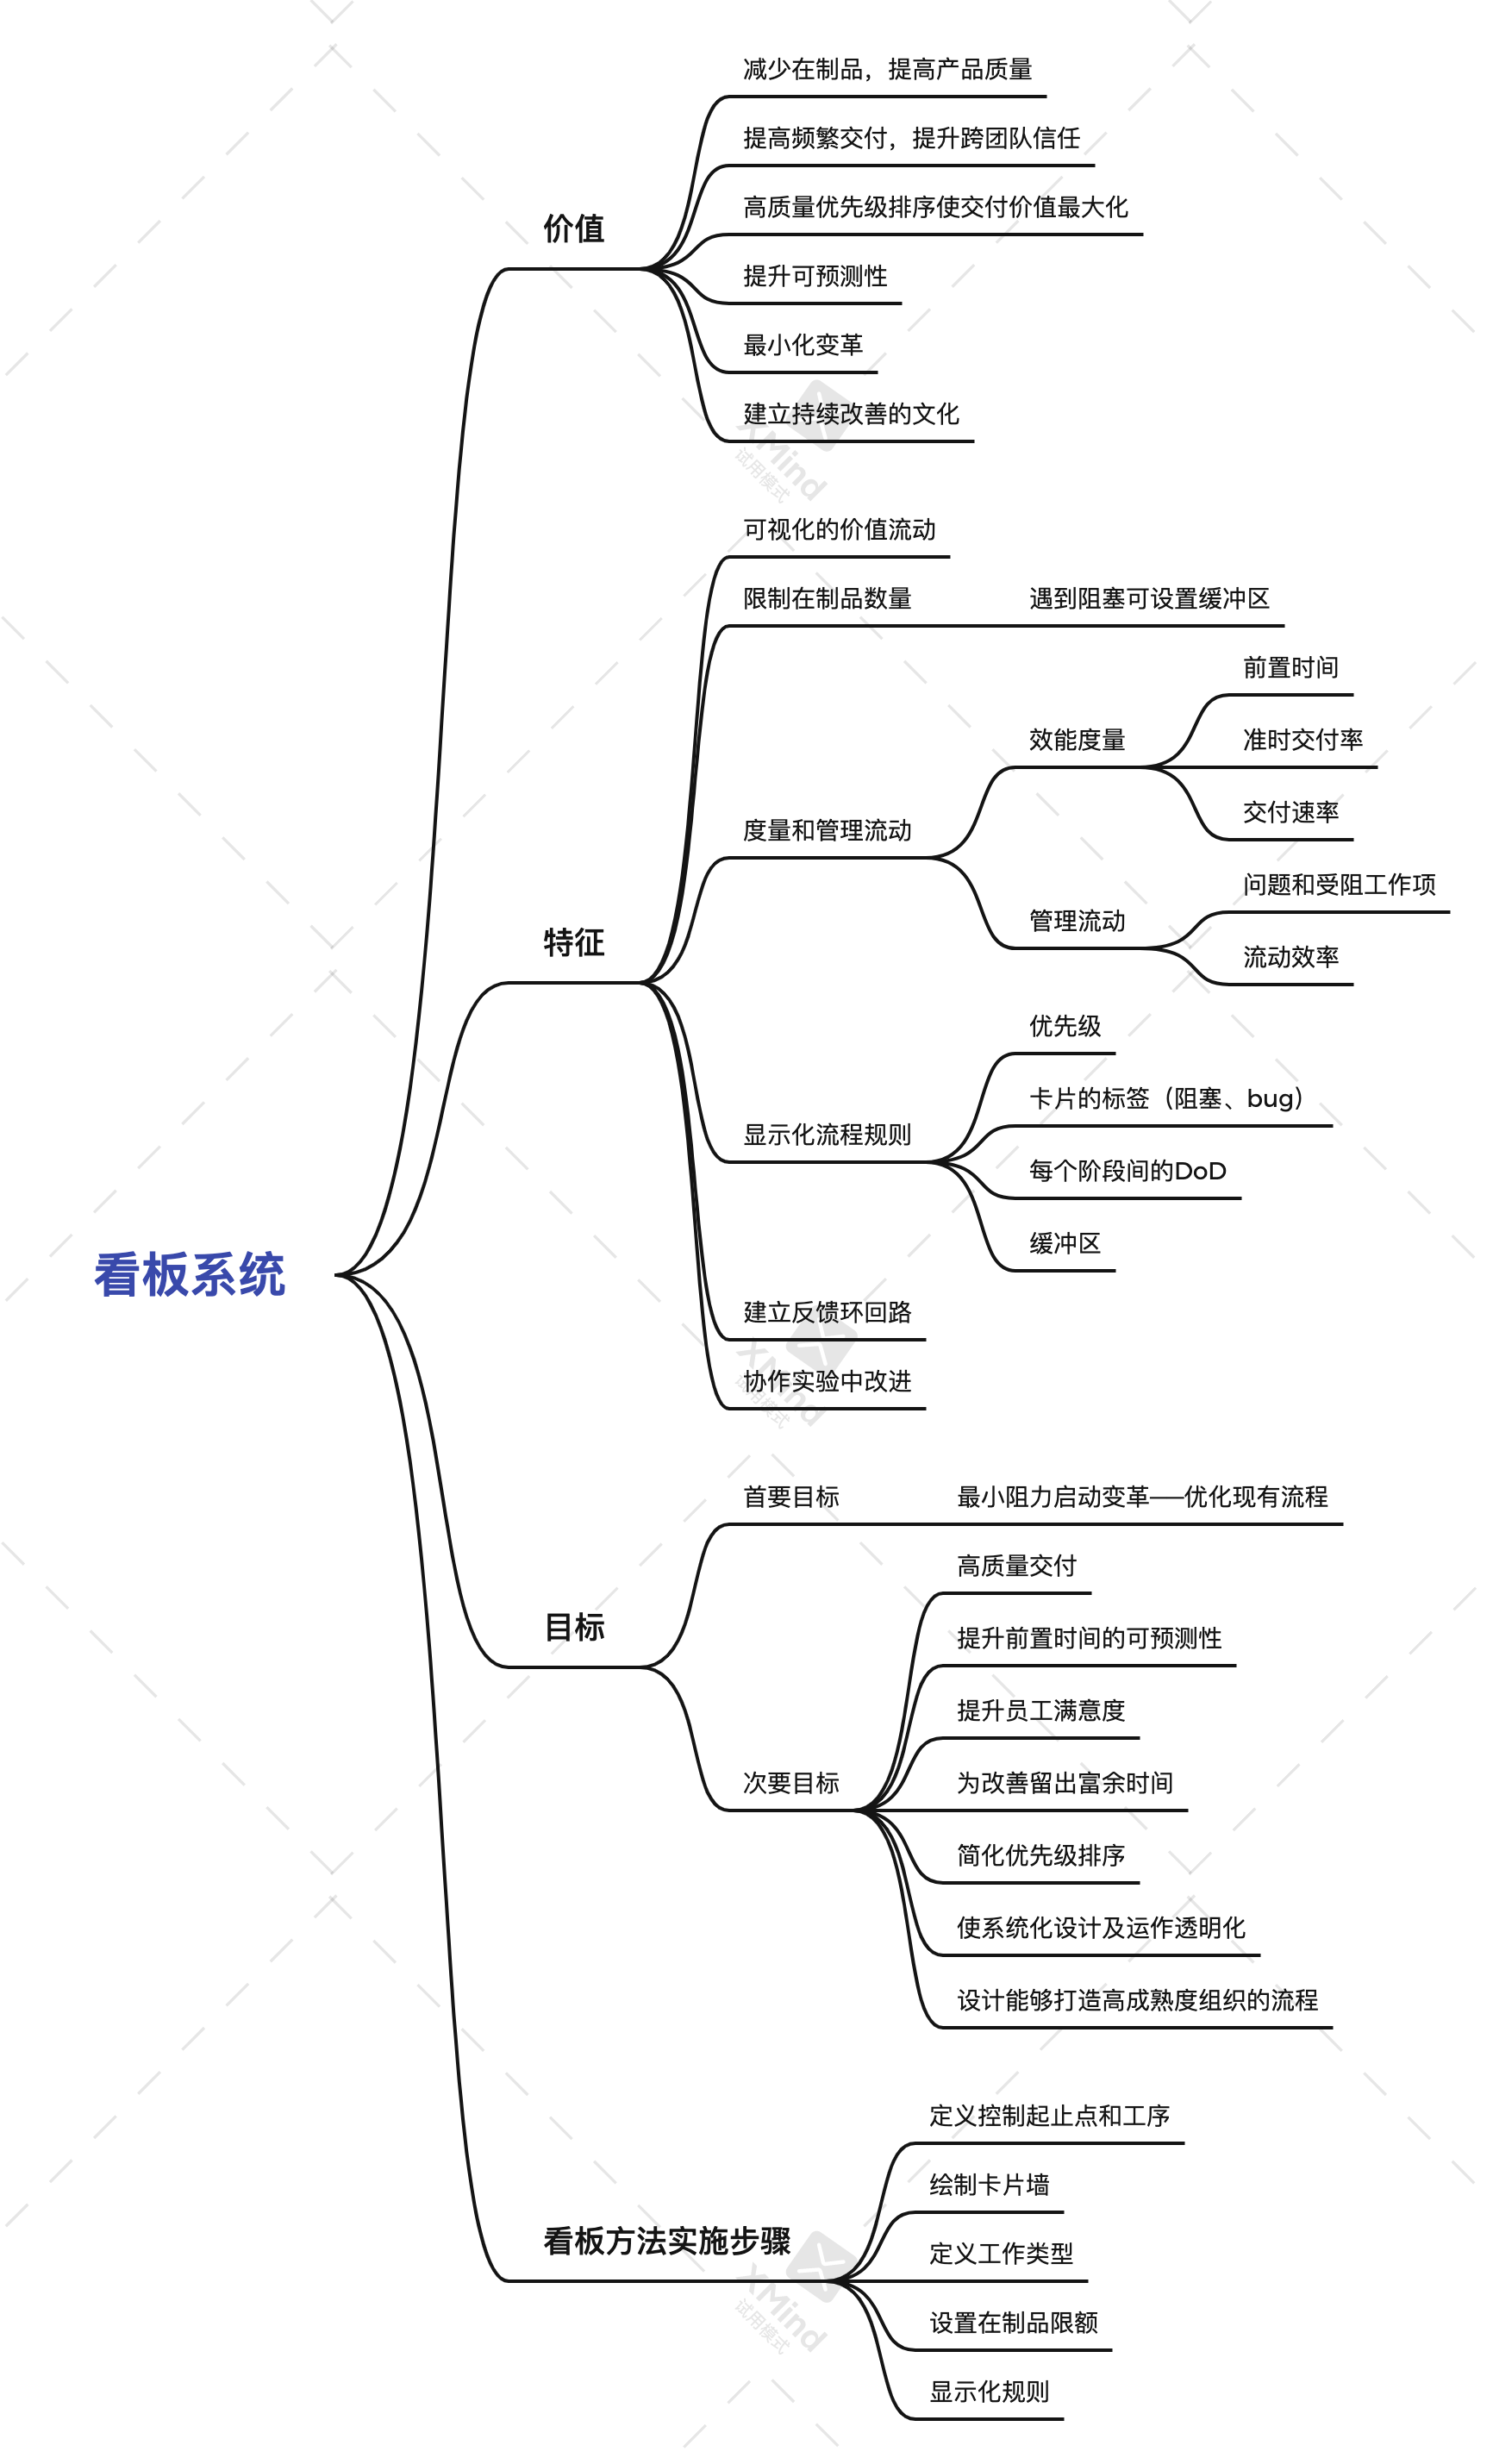 减少在制品，提高产品质量
提高频繁交付，提升跨团队信任
价值
高质量优先级排序使交付价值最大化
提升可预测性
最小化变革
建立持续改善的文化
XMind
试用模式
可视化的价值流动
限制在制品数量
遇到阻塞可设置缓冲区
前置时间
效能度量
准时交付率
交付速率
度量和管理流动
问题和受阻工作项
管理流动
流动效率
特征
优先级
卡片的标签（阻塞、bug）
显示化流程规则
每个阶段间的DoD
缓冲区
看板系统
建立反馈环回路
协作实验中改进
XMind
试用模式
首要目标
最小阻力启动变革——优化现有流程
高质量交付
目标
提升前置时间的可预测性
提升员工满意度
次要目标
为改善留出富余时间
简化优先级排序
使系统化设计及运作透明化
设计能够打造高成熟度组织的流程
定义控制起止点和工序
绘制卡片墙
看板方法实施步骤
定义工作类型
设置在制品限额
显示化规则
XMind
试用模式